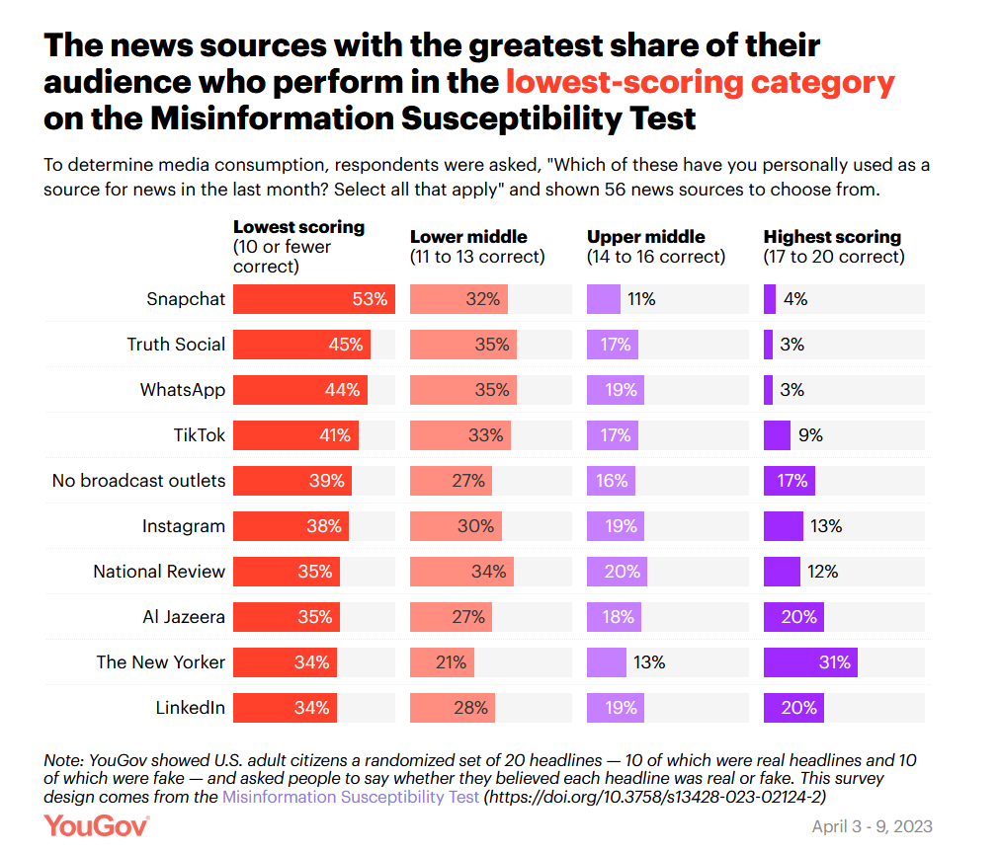 The news sources with the greatest share of their
audience who perform in the lowest-scoring category
on the Misinformation Susceptibility Test
To determine media consumption, respondents were asked, "Which of these have you personally used as a
source for news in the last month? Select all that apply" and shown 56 news sources to choose from.
Lowest scoring
(10 or fewer
correct)
Lower middle
(11 to 13 correct)
Upper middle
(14 to 16 correct)
Highest scoring
(17 to 20 correct)
Snapchat 53% 32% 11% 4%
Truth Social 45% 35% 17% 3%
WhatsApp 44% 35% 19% 3%
TikTok 41% 33% 17% 9%
No broadcast outlets 39% 27% 16% 17%
Instagram 38% 30% 19% 13%
National Review 35% 34% 20% 12%
Al Jazeera 35% 27% 18% 20%
The New Yorker 34% 21% 13% 31%
LinkedIn 34% 28% 19% 20%
Note: YouGov showed U.S. adult citizens a randomized set of 20 headlines — 10 of which were real headlines and 10
of which were fake — and asked people to say whether they believed each headline was real or fake. This survey
design comes from the Misinformation Susceptibility Test (https://doi.org/10.3758/s13428-023-02124-2)
YouGov® April 3 - 9, 2023